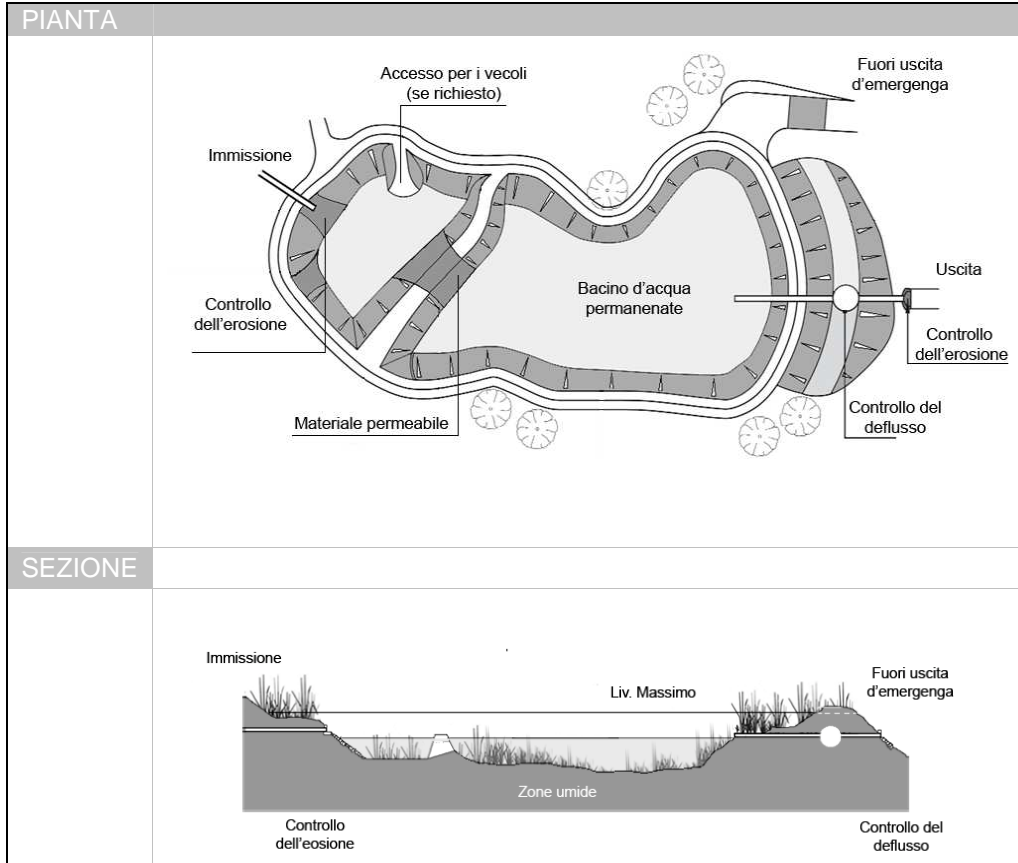 PIANTA
Accesso per i vecoli
(se richiesto)
Fuori uscita
d'emergenga
Immissione
Bacino d'acqua
permanenate
Uscita
Controllo
dell'erosione
Controllo
dell'erosione
Materiale permeabile
Controllo del
deflusso
SEZIONE
Immissione
Liv. Massimo
Fuori uscita
d'emergenga
Zone umide
Controllo
dell'eosione
Controllo del
deflusso